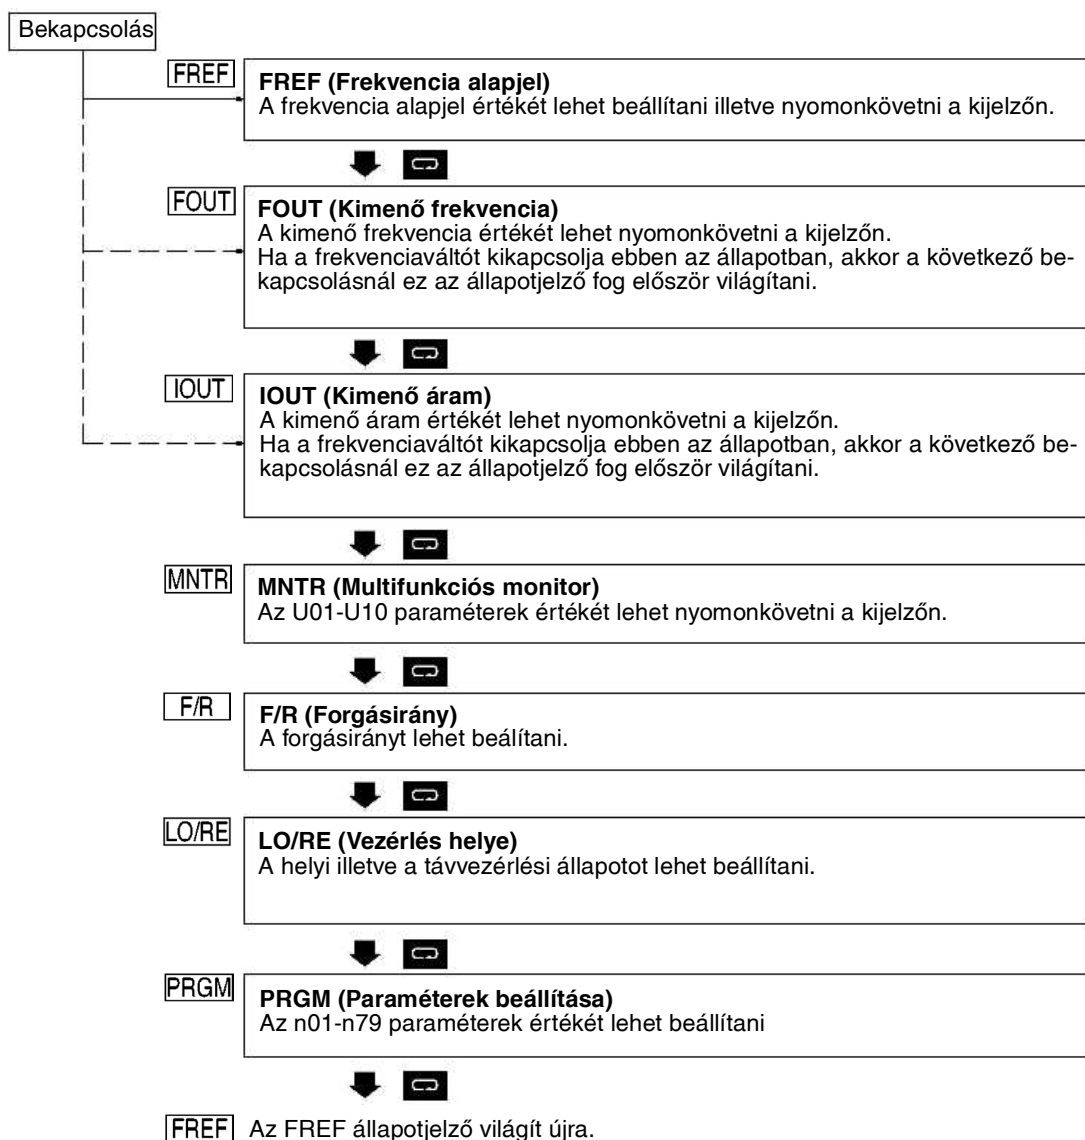 Bekapcsolás
FREF
FREF (Frekvencia alapjel)
A frekvencia alapjel értékét lehet beállítani illetve nyomonkövetni a kijelzőn.
FOUT
FOUT (Kimenő frekvencia)
A kimenő frekvencia értékét lehet nyomonkövetni a kijelzőn.
Ha a frekvenciaváltót kikapcsolja ebben az állapotban, akkor a következő be-
kapcsolásnál ez az állapotjelző fog először világítani.
IOUT
IOUT (Kimenő áram)
A kimenő áram értékét lehet nyomonkövetni a kijelzőn.
Ha a frekvenciaváltót kikapcsolja ebben az állapotban, akkor a következő be-
kapcsolásnál ez az állapotjelző fog először világítani.
MNTR
MNTR (Multifunkciós monitor)
Az U01-U10 paraméterek értékét lehet nyomonkövetni a kijelzőn.
F/R
F/R (Forgásirány)
A forgásirányt lehet beálítani.
LO/RE
LO/RE (Vezérlés helye)
A helyi illetve a távvezérlési állapotot lehet beállítani.
PRGM
PRGM (Paraméterek beállítása)
Az n01-n79 paraméterek értékét lehet beállítani
FREF Az FREF állapotjelző világít újra.